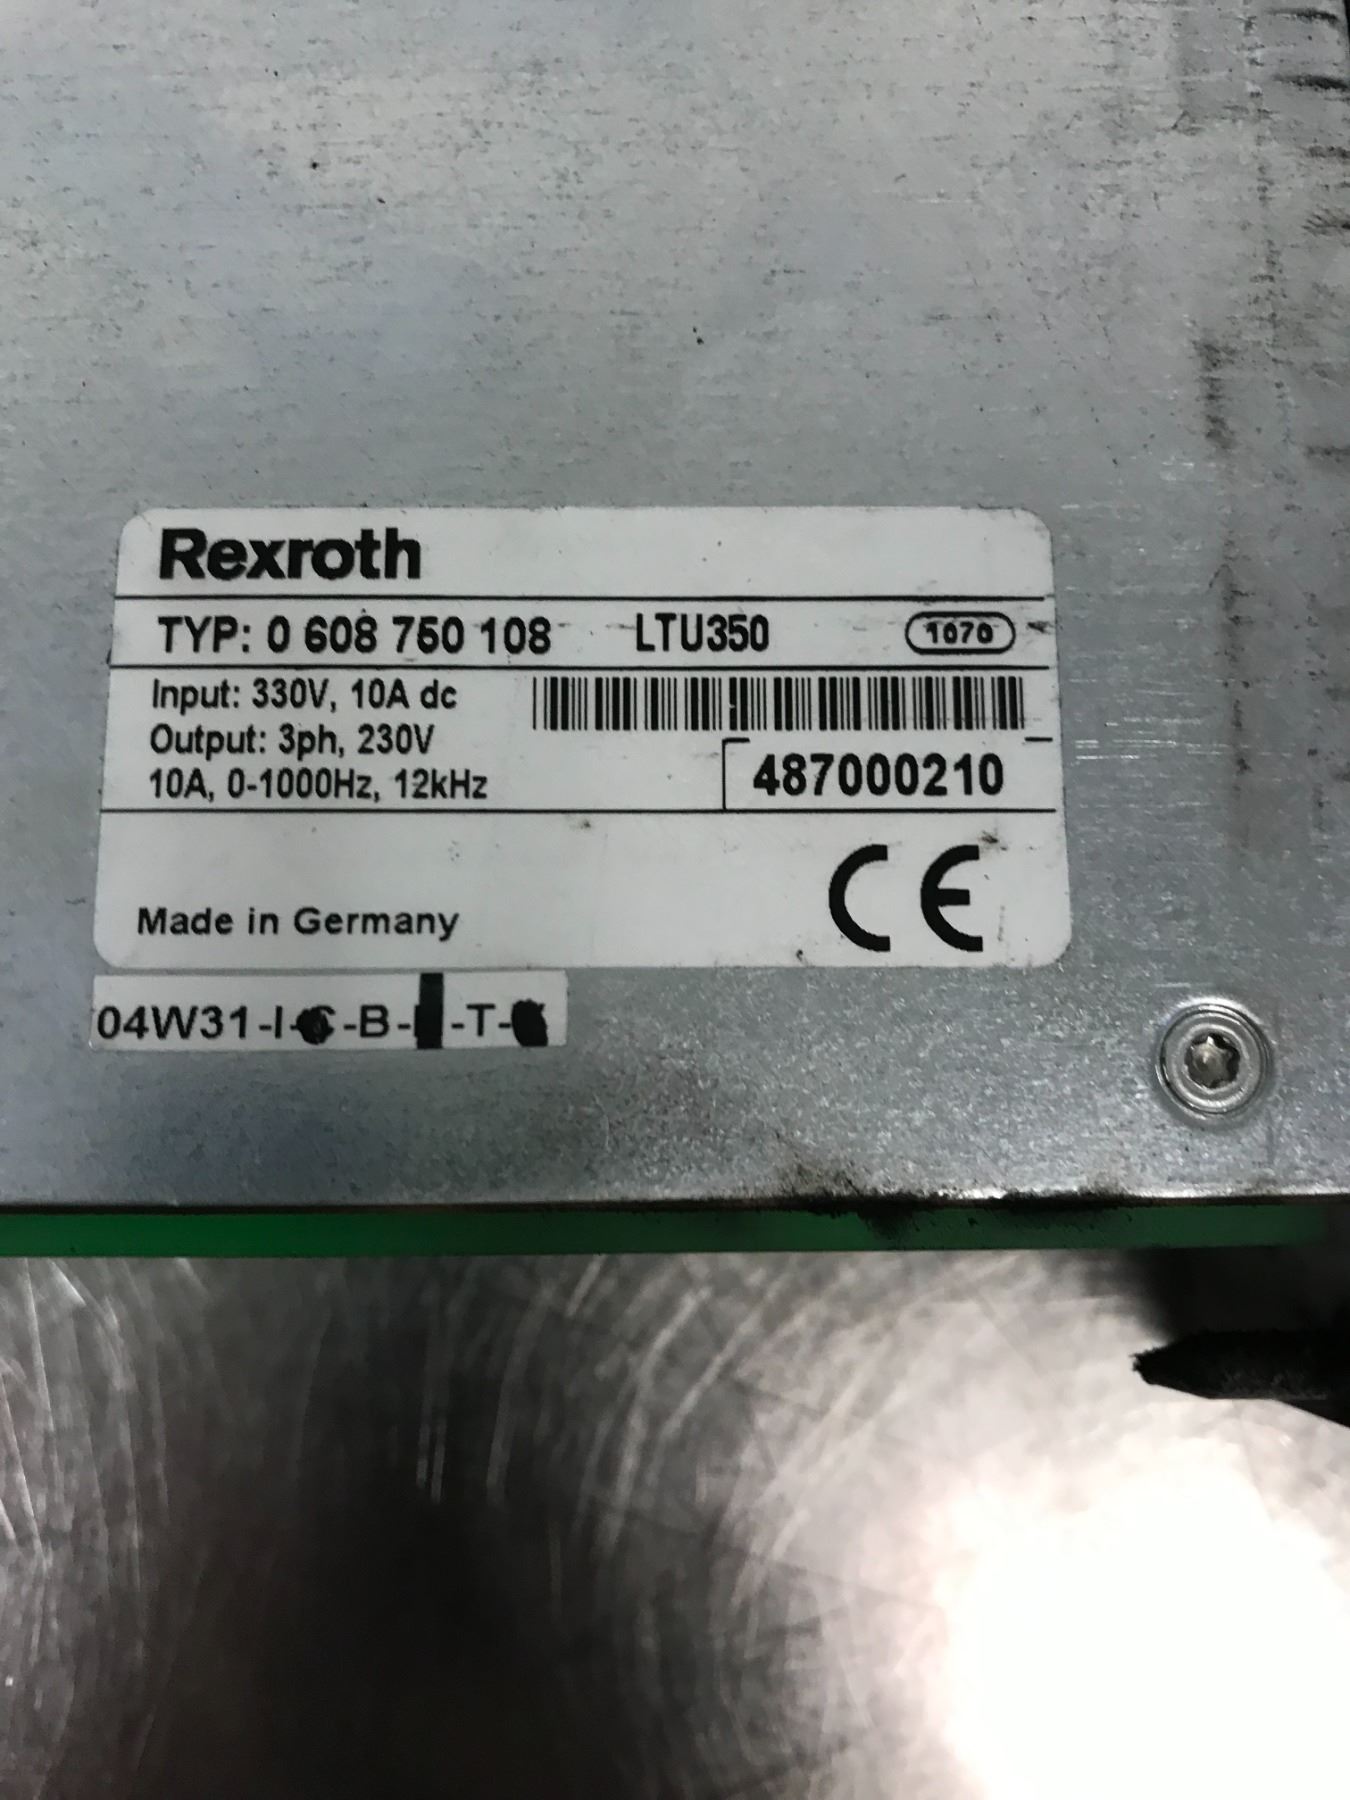 Rexroth
TYP: 0 608 750 108 LTU350 1070
Input: 330V, 10A dc
Output: 3ph, 230V
10A, 0-1000Hz, 12kHz
487000210
Made in Germany
CE
04W31-I- -B- -T-